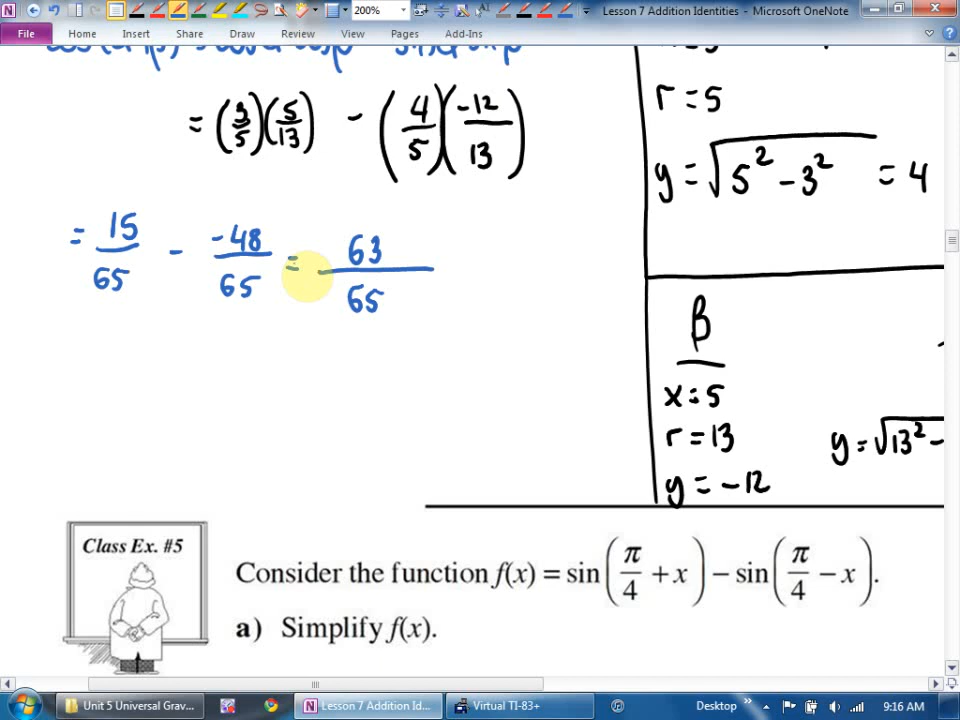 Lesson 7 Addition Identities - Microsoft OneNote
200%
File Home Insert Share Draw Review View Pages Add-Ins
= (3/5)(5/13) - (4/5)(-12/13)
= 15/65 - -48/65 = 63/65
r = 5
y = √5² - 3² = 4
β
x = 5
r = 13
y = √13² -
y = -12
Class Ex. #5
Consider the function f(x) = sin(π/4 + x) - sin(π/4 - x).
a) Simplify f(x).
Unit 5 Universal Grav... Lesson 7 Addition Id... Virtual TI-83+ Desktop 9:16 AM